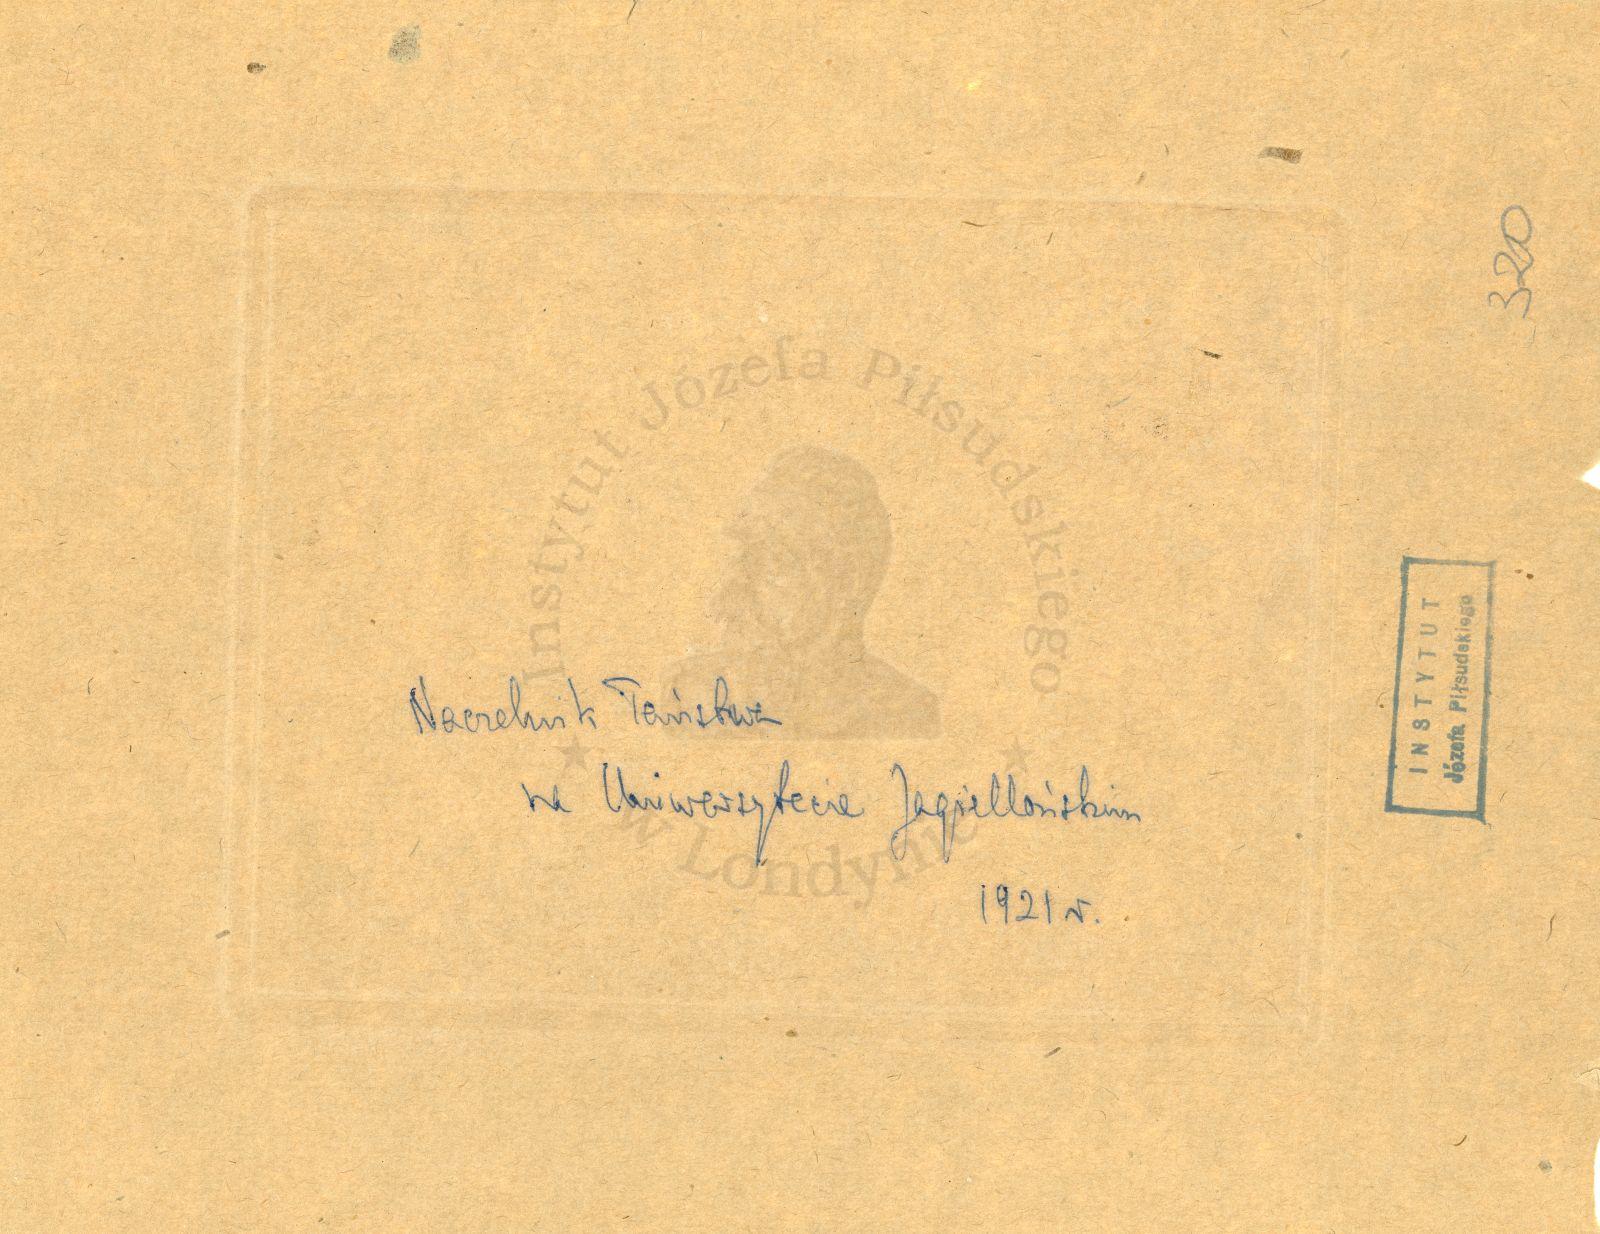 320
Instytut Józefa Piłsudskiego
w Londynie
INSTYTUT
Józefa Piłsudskiego
Naczelnik Państwa
na Uniwersytecie Jagiellońskim
1921 r.